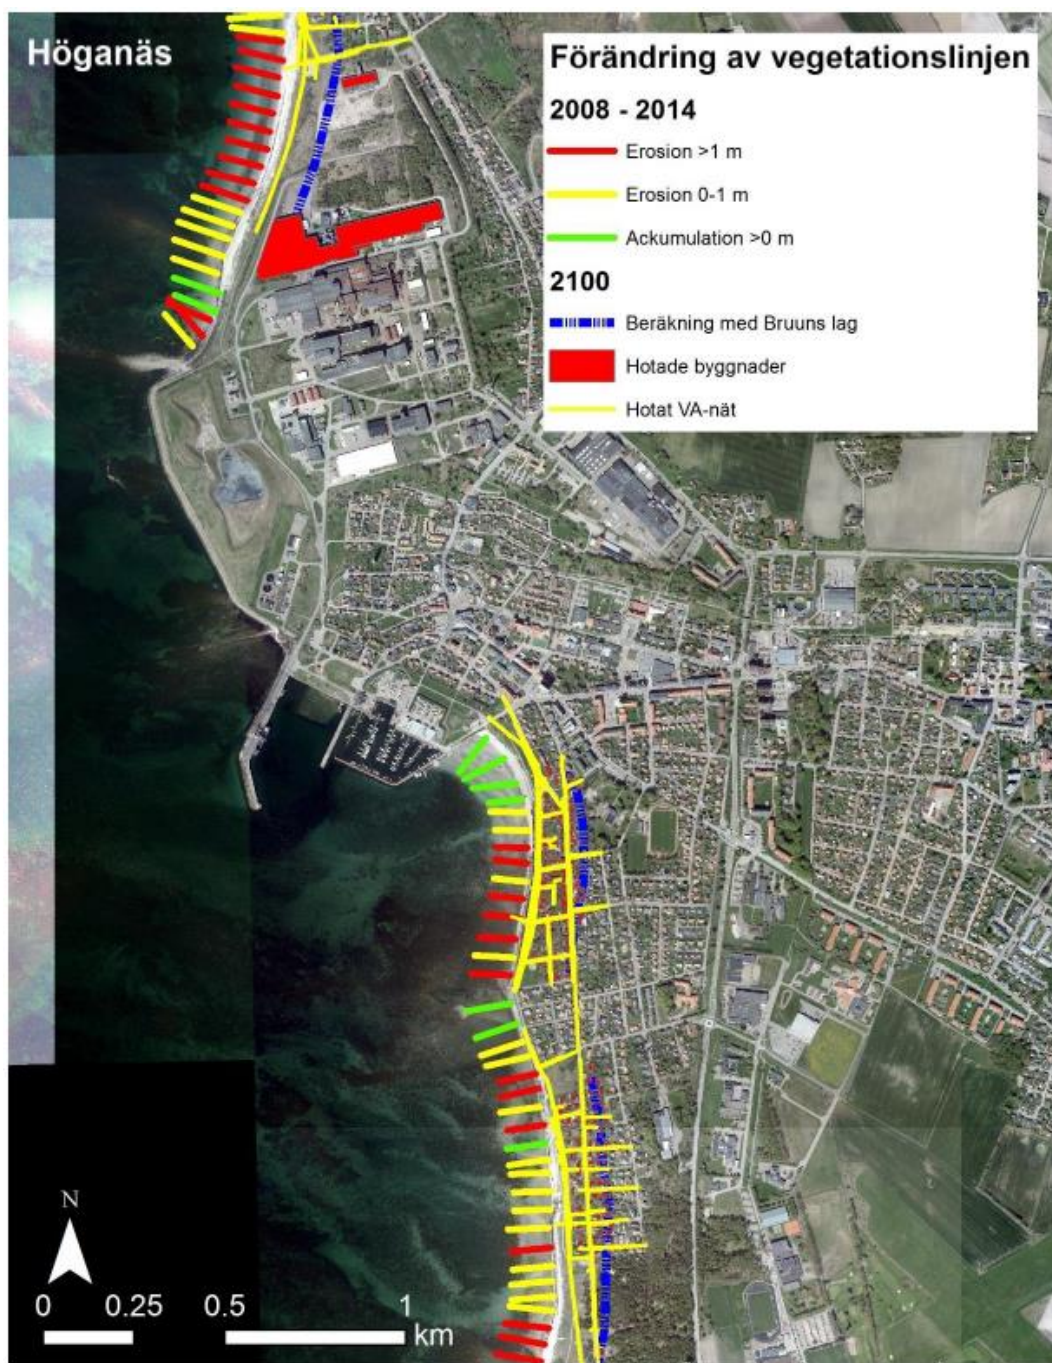 Höganäs
Förändring av vegetationslinjen
2008 - 2014
Erosion >1 m
Erosion 0-1 m
Ackumulation >0 m
2100
Beräkning med Bruuns lag
Hotade byggnader
Hotat VA-nät
N
0 0.25 0.5 1
km